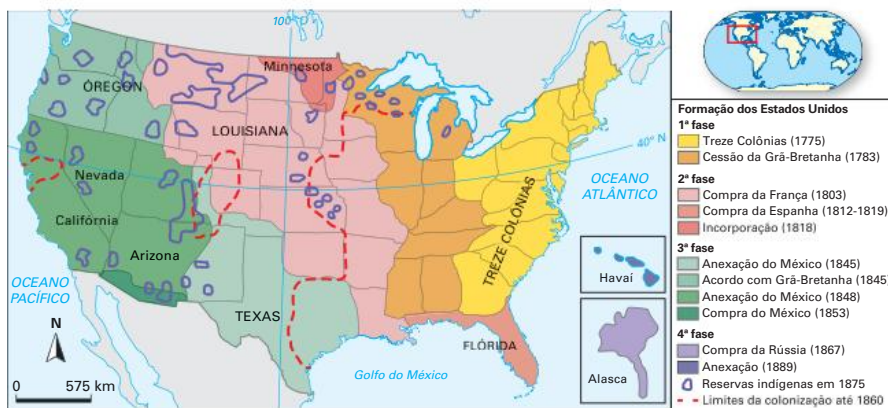 100° O
Minnesota
OREGON
LOUISIANA
40° N
Nevada
OCEANO
ATLÂNTICO
Califórnia
TREZE COLÔNIAS
Arizona
Havaí
OCEANO
PACÍFICO
N
TEXAS
FLÓRIDA
Golfo do México
Alasca
0 575 km
Formação dos Estados Unidos
1ª fase
Treze Colônias (1775)
Cessão da Grã-Bretanha (1783)
2ª fase
Compra da França (1803)
Compra da Espanha (1812-1819)
Incorporação (1818)
3ª fase
Anexação do México (1845)
Acordo com Grã-Bretanha (1845)
Anexação do México (1848)
Compra do México (1853)
4ª fase
Compra da Rússia (1867)
Anexação (1889)
Reservas indígenas em 1875
Limites da colonização até 1860